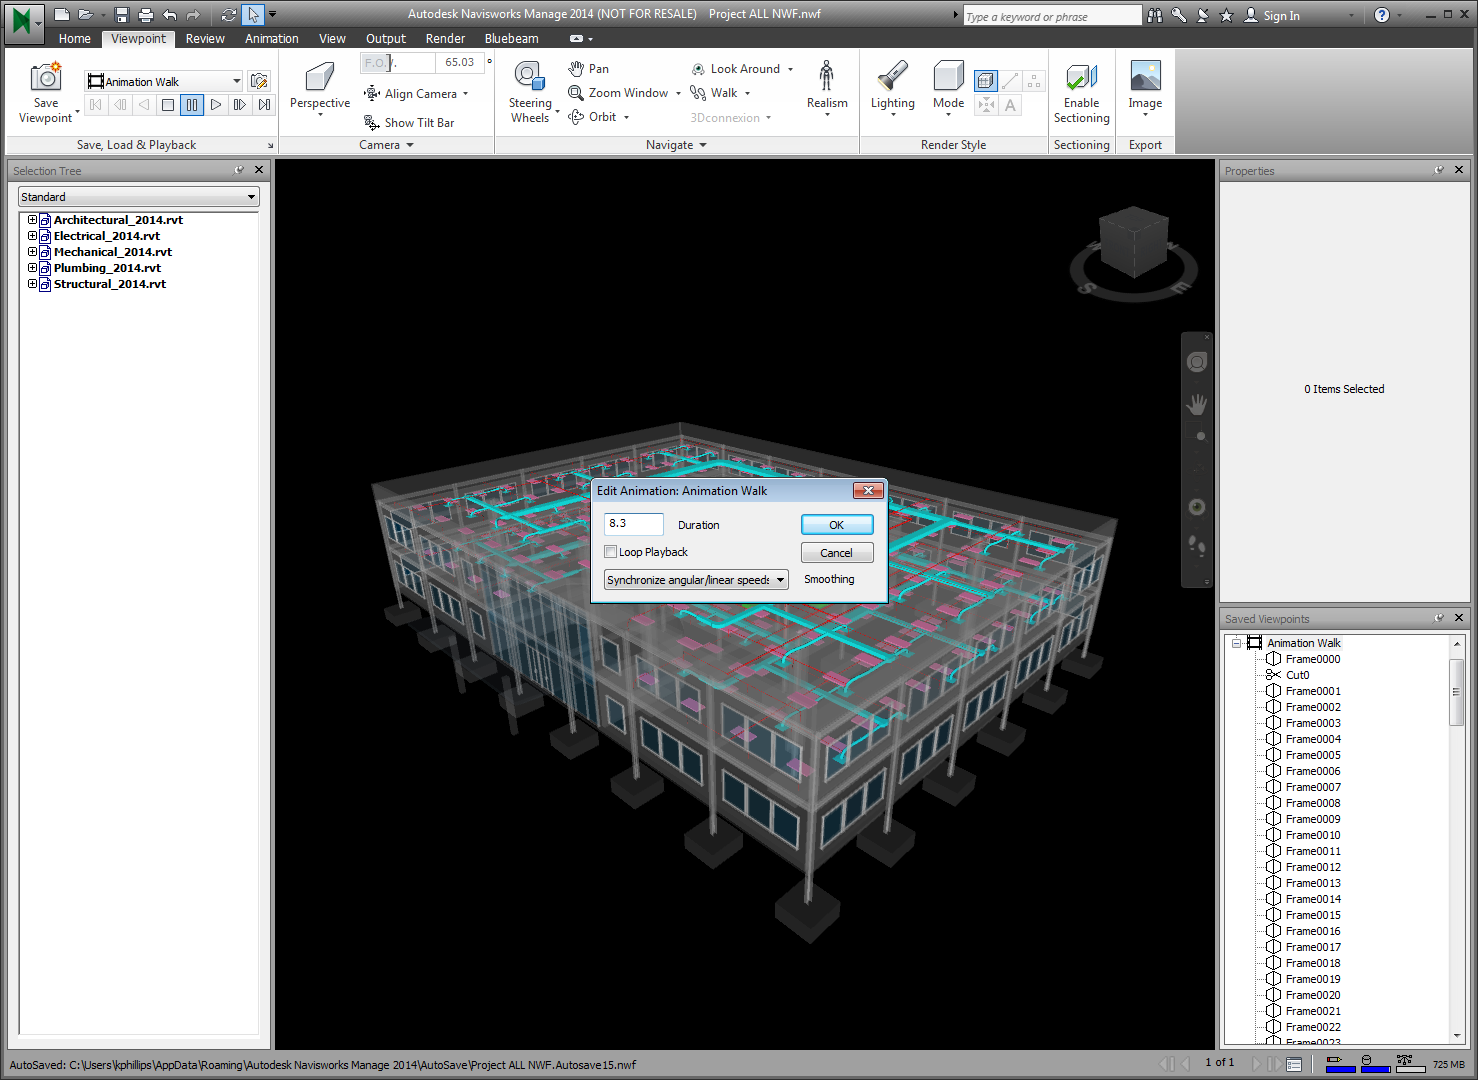 Autodesk Navisworks Manage 2014 (NOT FOR RESALE) Project ALL NWF.nwf
Type a keyword or phrase
Sign In
Home Viewpoint Review Animation View Output Render Bluebeam
Save Viewpoint
Animation Walk
Save, Load & Playback
Perspective
F.O.V.
65.03 °
Align Camera
Show Tilt Bar
Camera
Steering Wheels
Pan
Zoom Window
Orbit
Look Around
Walk
3Dconnexion
Navigate
Realism
Lighting
Mode
A
Render Style
Enable Sectioning
Sectioning
Image
Export
Selection Tree
Standard
Architectural_2014.rvt
Electrical_2014.rvt
Mechanical_2014.rvt
Plumbing_2014.rvt
Structural_2014.rvt
S
E
Edit Animation: Animation Walk
8.3
Duration
OK
Loop Playback
Cancel
Synchronize angular/linear speeds
Smoothing
Properties
0 Items Selected
Saved Viewpoints
Animation Walk
Frame0000
Cut0
Frame0001
Frame0002
Frame0003
Frame0004
Frame0005
Frame0006
Frame0007
Frame0008
Frame0009
Frame0010
Frame0011
Frame0012
Frame0013
Frame0014
Frame0015
Frame0016
Frame0017
Frame0018
Frame0019
Frame0020
Frame0021
Frame0022
Frame0023
AutoSaved: C:\Users\kphillips\AppData\Roaming\Autodesk Navisworks Manage 2014\AutoSave\Project ALL NWF.Autosave15.nwf
1 of 1
725 MB